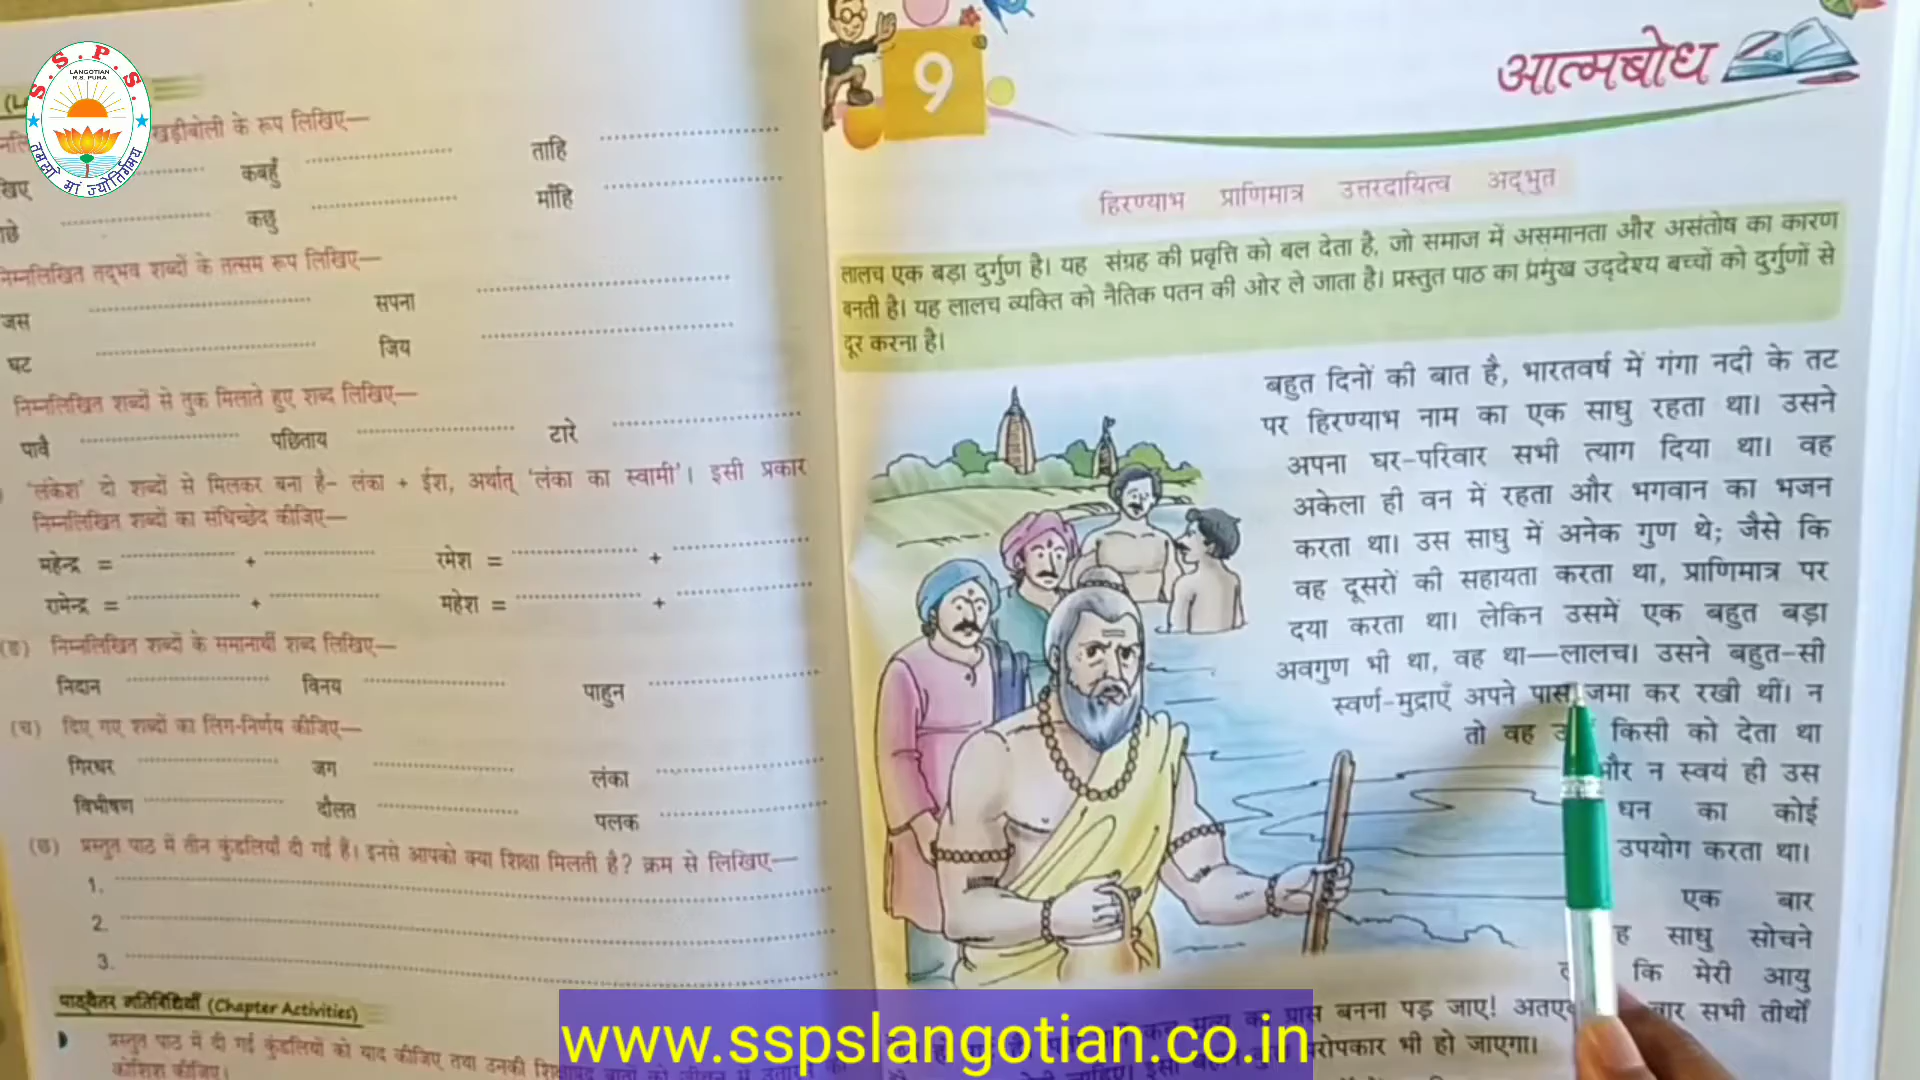 S.S.P.S.
LANGOTIAN
R.S. PURA
तमसो मां ज्योतिर्गमय
खड़ीबोली के रूप लिखिए—
कबहुँ ताहि
कछु माँहि
निम्नलिखित तद्भव शब्दों के तत्सम रूप लिखिए—
जस सपना
घट जिय
निम्नलिखित शब्दों से तुक मिलाते हुए शब्द लिखिए—
पावै पछिताय टारे
'लंकेश' दो शब्दों से मिलकर बना है- लंका + ईश, अर्थात् 'लंका का स्वामी'। इसी प्रकार
निम्नलिखित शब्दों का संधिच्छेद कीजिए—
महेन्द्र = + रमेश = +
रामेन्द्र = + महेश = +
(ङ) निम्नलिखित शब्दों के समानार्थी शब्द लिखिए—
निदान विनय पाहुन
(च) दिए गए शब्दों का लिंग-निर्णय कीजिए—
गिरधर जग लंका
विभीषण दौलत पलक
(छ) प्रस्तुत पाठ में तीन कुंडलियाँ दी गई हैं। इनसे आपको क्या शिक्षा मिलती है? क्रम से लिखिए—
1.
2.
3.
पाठ्येतर गतिविधियाँ (Chapter Activities)
प्रस्तुत पाठ में दी गई कुंडलियों को याद कीजिए तथा उनकी
कोशिश कीजिए।
9
आत्मबोध
हिरण्याभ प्राणिमात्र उत्तरदायित्व अद्भुत
लालच एक बड़ा दुर्गुण है। यह संग्रह की प्रवृत्ति को बल देता है, जो समाज में असमानता और असंतोष का कारण
बनती है। यह लालच व्यक्ति को नैतिक पतन की ओर ले जाता है। प्रस्तुत पाठ का प्रमुख उद्देश्य बच्चों को दुर्गुणों से
दूर करना है।
बहुत दिनों की बात है, भारतवर्ष में गंगा नदी के तट
पर हिरण्याभ नाम का एक साधु रहता था। उसने
अपना घर-परिवार सभी त्याग दिया था। वह
अकेला ही वन में रहता और भगवान का भजन
करता था। उस साधु में अनेक गुण थे; जैसे कि
वह दूसरों की सहायता करता था, प्राणिमात्र पर
दया करता था। लेकिन उसमें एक बहुत बड़ा
अवगुण भी था, वह था—लालच। उसने बहुत-सी
स्वर्ण-मुद्राएँ अपने पास जमा कर रखी थीं। न
तो वह किसी को देता था
और न स्वयं ही उस
धन का कोई
उपयोग करता था।
एक बार
साधु सोचने
कि मेरी आयु
बनना पड़ जाए! सभी तीर्थों
परोपकार भी हो जाएगा।
www.sspslangotian.co.in